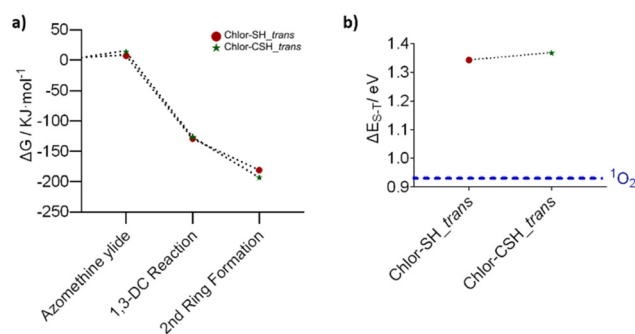 a)
Chlor-SH_trans
Chlor-CSH_trans
ΔG / KJ·mol⁻¹
50
0
-50
-100
-150
-200
-250
Azomethine ylide
1,3-DC Reaction
2nd Ring Formation
b)
ΔE_S-T/ eV
1.4
1.3
1.2
1.1
1.0
0.9
¹O₂
Chlor-SH_trans
Chlor-CSH_trans